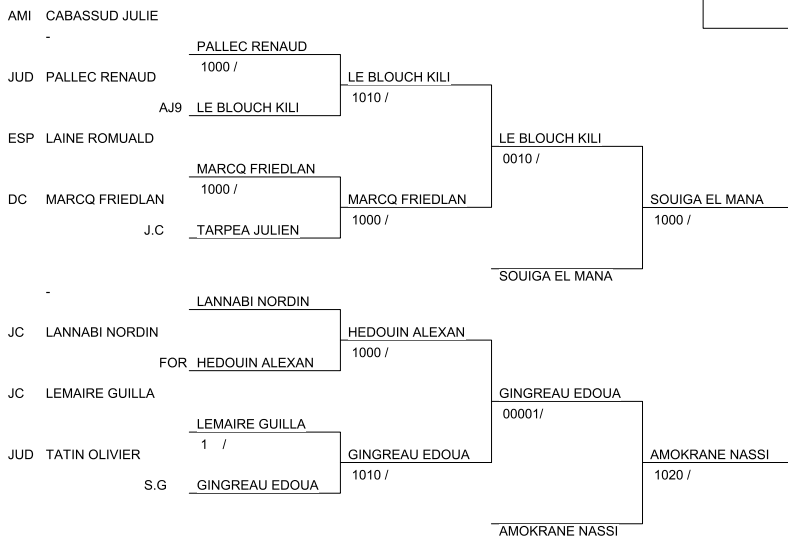 AMI CABASSUD JULIE
-
PALLEC RENAUD
1000 /
JUD PALLEC RENAUD
LE BLOUCH KILI
1010 /
AJ9 LE BLOUCH KILI
ESP LAINE ROMUALD
LE BLOUCH KILI
0010 /
MARCQ FRIEDLAN
1000 /
DC MARCQ FRIEDLAN
MARCQ FRIEDLAN
1000 /
SOUIGA EL MANA
1000 /
J.C TARPEA JULIEN
SOUIGA EL MANA
-
LANNABI NORDIN
JC LANNABI NORDIN
HEDOUIN ALEXAN
1000 /
FOR HEDOUIN ALEXAN
JC LEMAIRE GUILLA
GINGREAU EDOUA
00001/
LEMAIRE GUILLA
1 /
JUD TATIN OLIVIER
GINGREAU EDOUA
1010 /
AMOKRANE NASSI
1020 /
S.G GINGREAU EDOUA
AMOKRANE NASSI